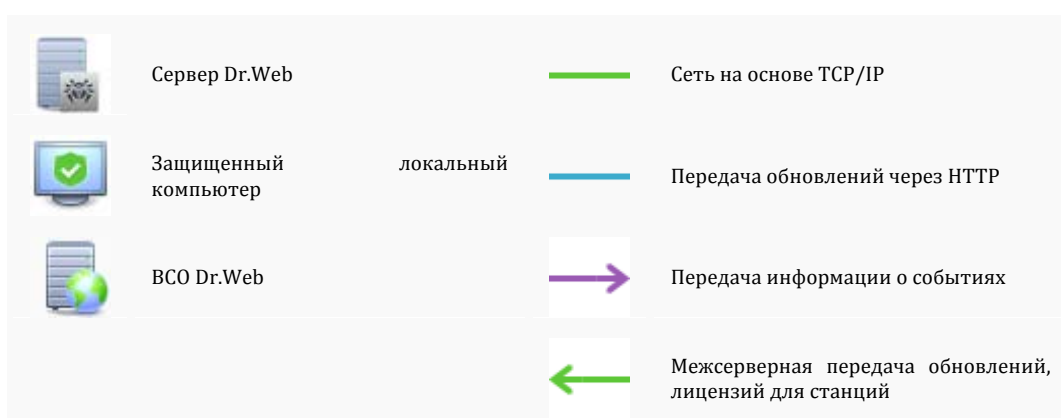 Сервер Dr.Web
Сеть на основе TCP/IP
Защищенный локальный
компьютер
Передача обновлений через HTTP
ВСО Dr.Web
Передача информации о событиях
Межсерверная передача обновлений,
лицензий для станций